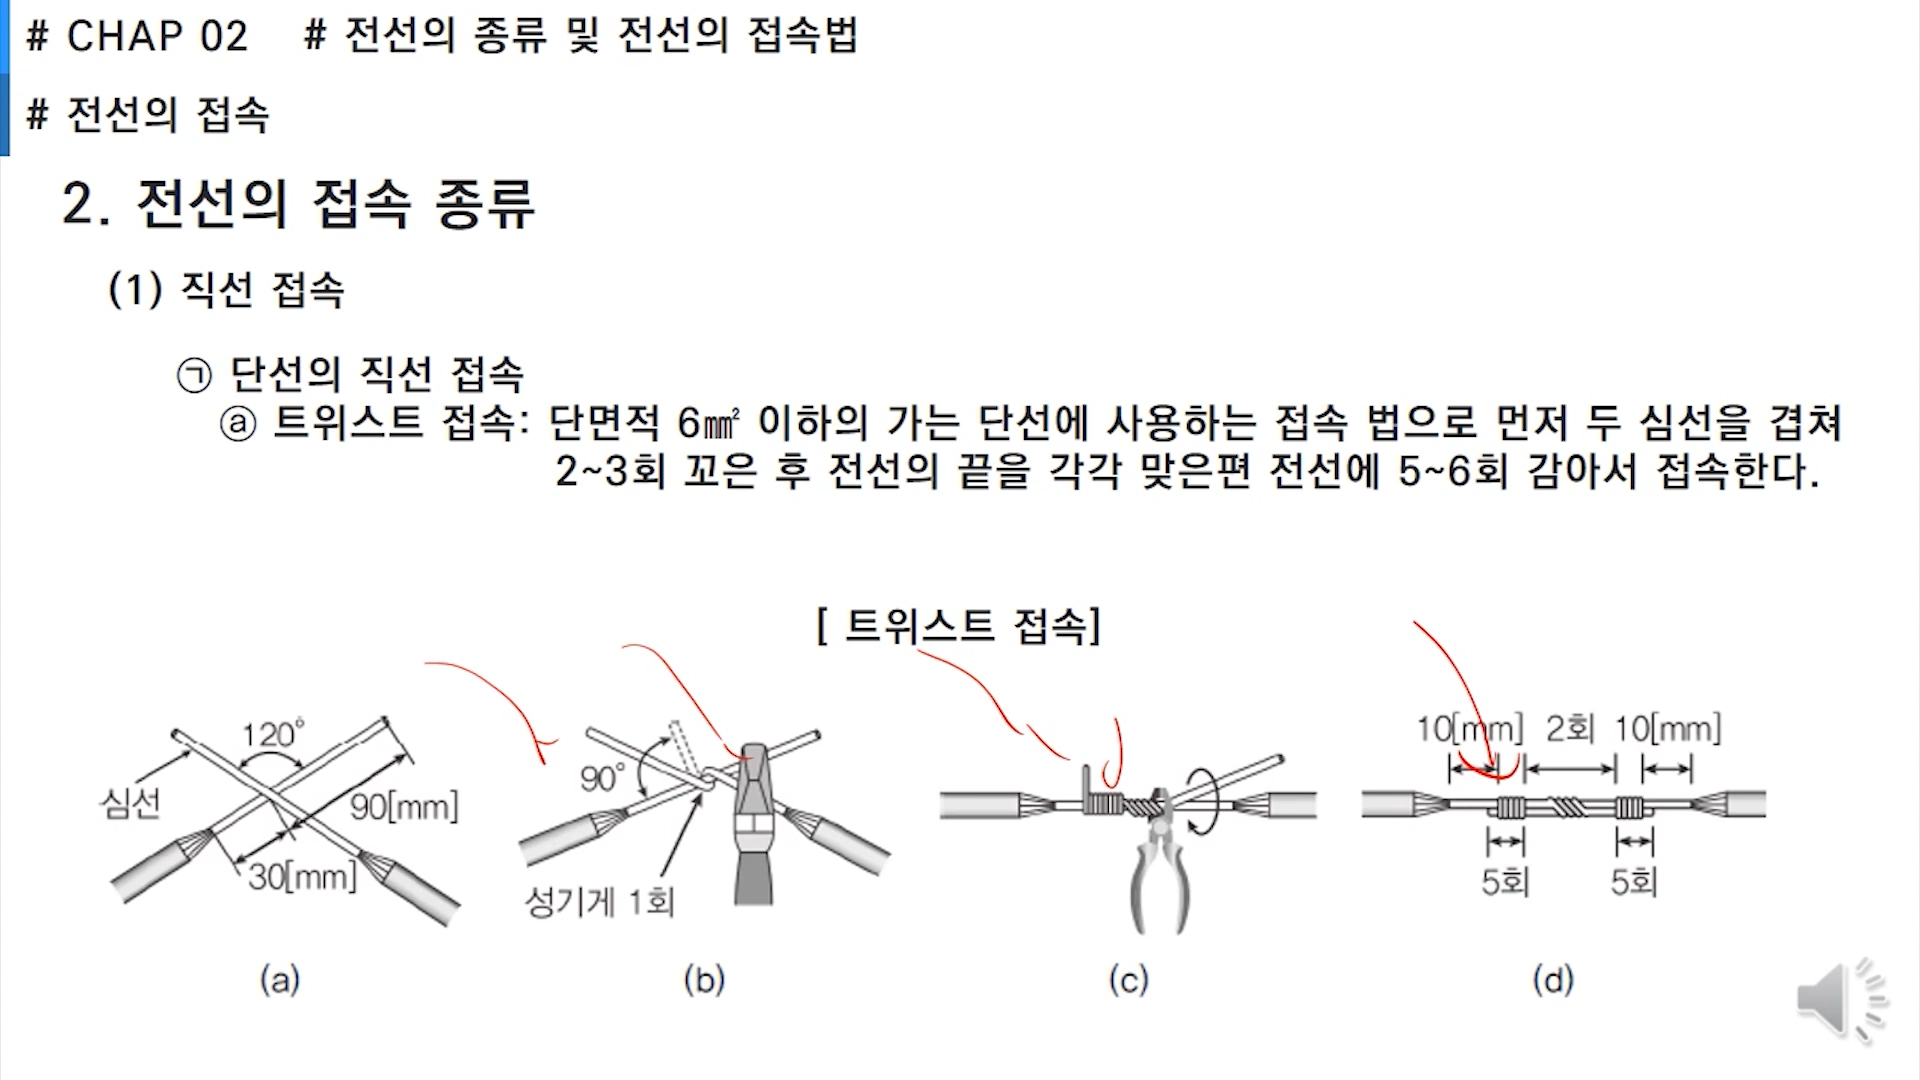 # CHAP 02 # 전선의 종류 및 전선의 접속법
# 전선의 접속
2. 전선의 접속 종류
(1) 직선 접속
㉠ 단선의 직선 접속
ⓐ 트위스트 접속: 단면적 6㎟ 이하의 가는 단선에 사용하는 접속 법으로 먼저 두 심선을 겹쳐
2~3회 꼬은 후 전선의 끝을 각각 맞은편 전선에 5~6회 감아서 접속한다.
[ 트위스트 접속]
120°
심선
90[mm]
30[mm]
(a)
90°
성기게 1회
(b)
(c)
10[mm] 2회 10[mm]
5회 5회
(d)